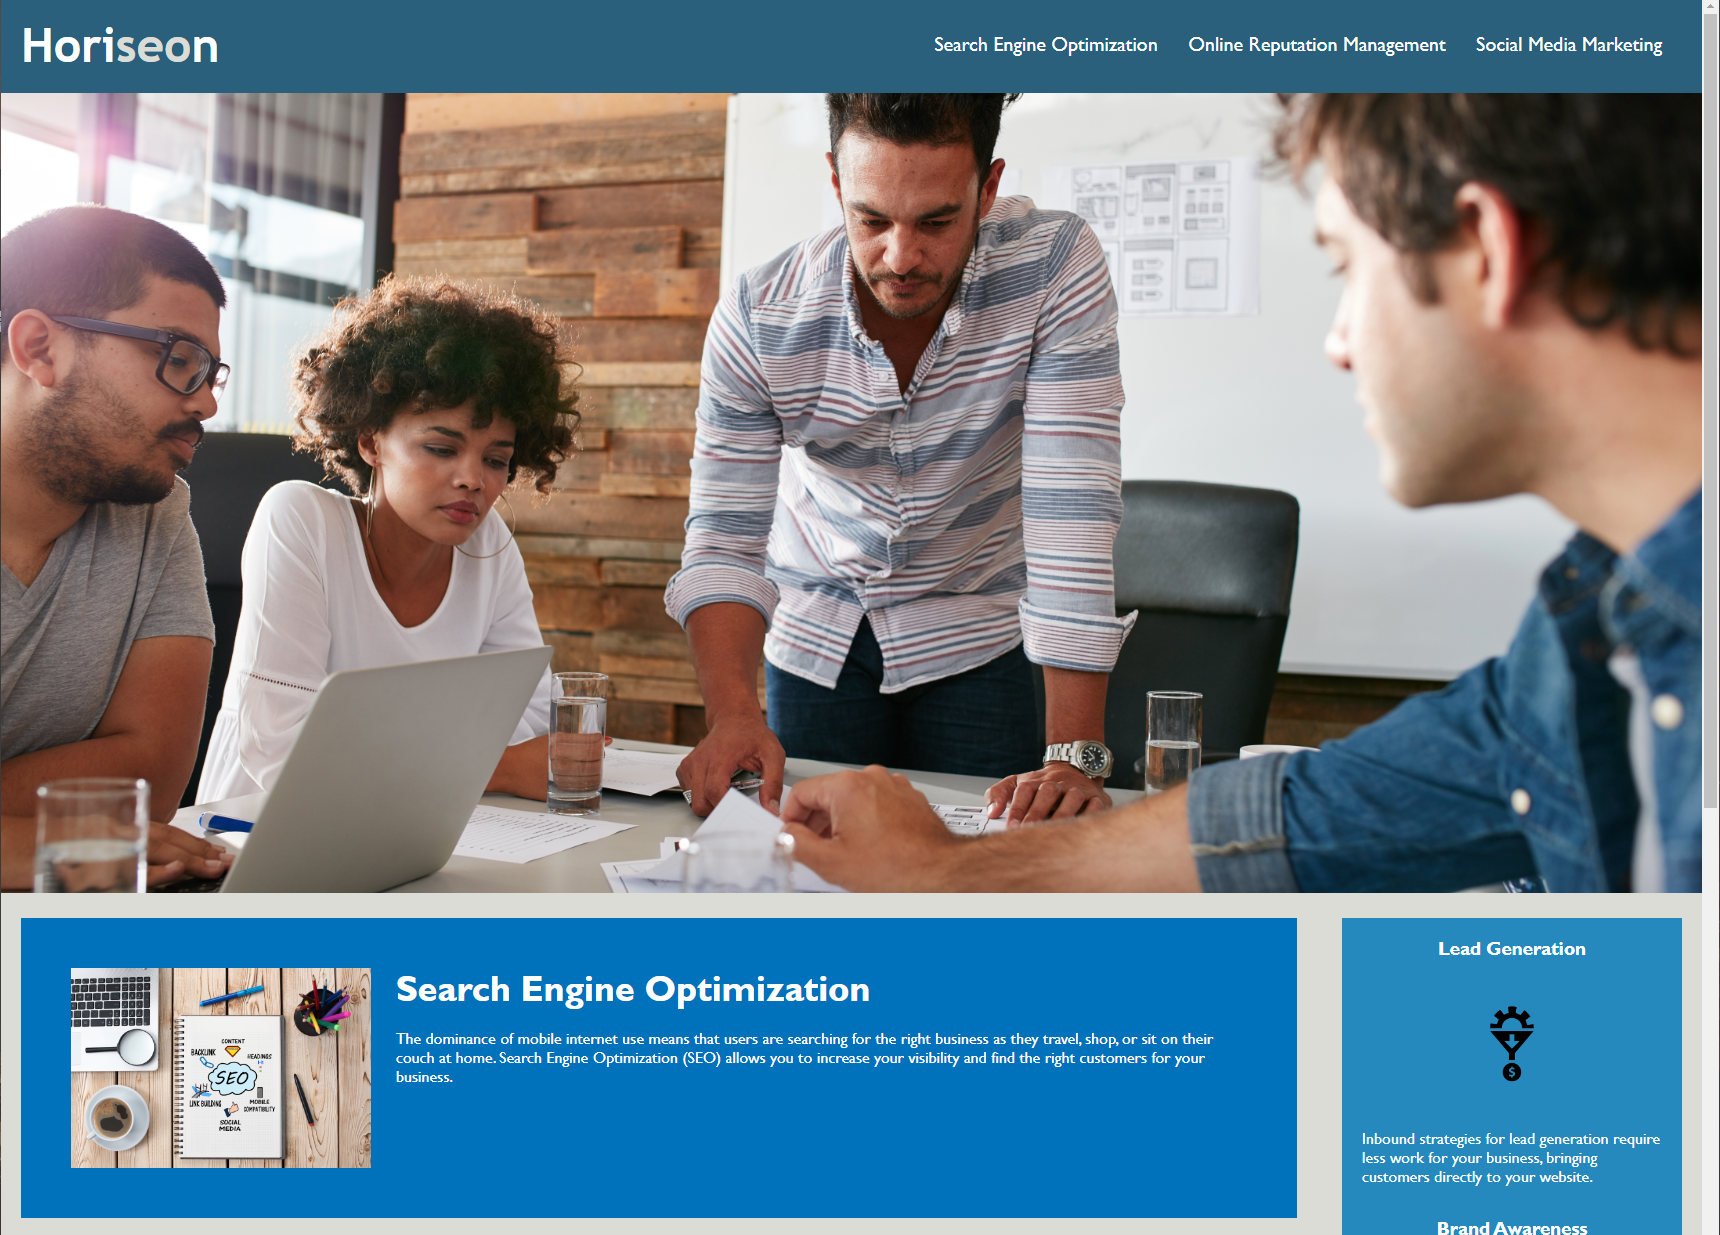 Horiseon
Search Engine Optimization
Online Reputation Management
Social Media Marketing
Search Engine Optimization
The dominance of mobile internet use means that users are searching for the right business as they travel, shop, or sit on their
couch at home. Search Engine Optimization (SEO) allows you to increase your visibility and find the right customers for your
business.
CONTENT
BACKLINK
HEADINGS
SEO
LINK BUILDING
MOBILE
COMPATIBILITY
SOCIAL
MEDIA
Lead Generation
$
Inbound strategies for lead generation require
less work for your business, bringing
customers directly to your website.
Brand Awareness